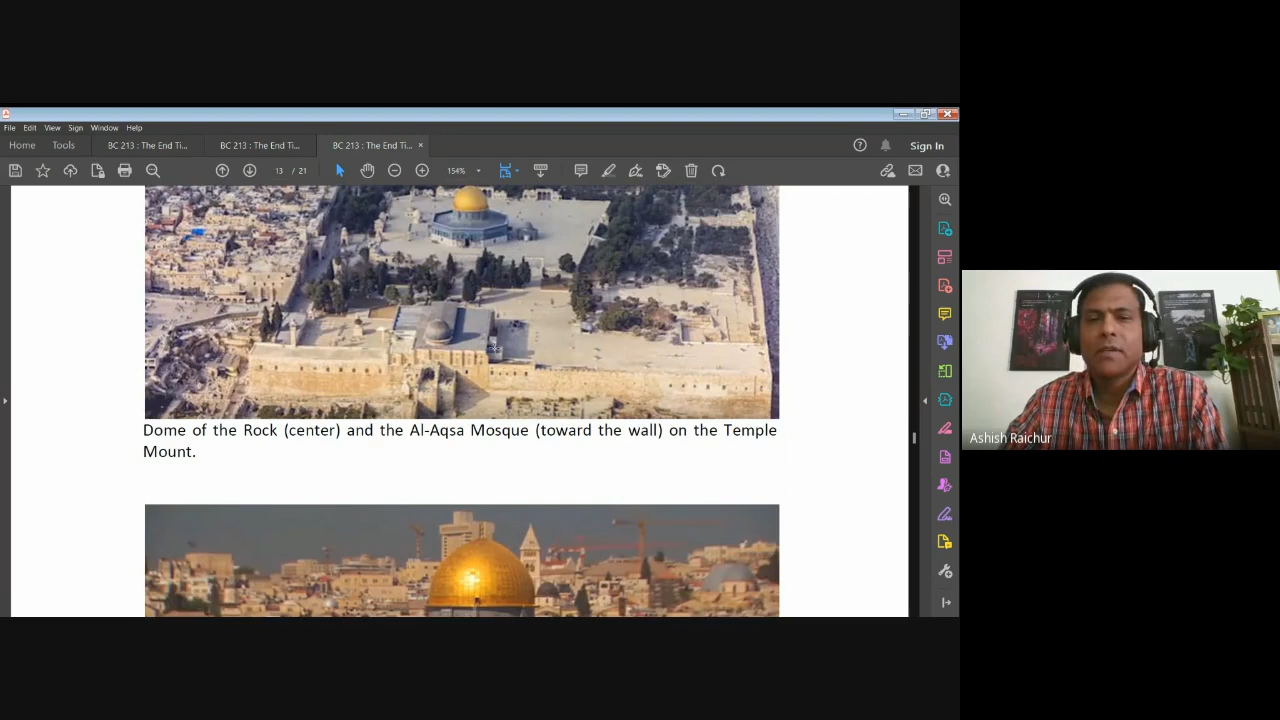 File Edit View Sign Window Help
Home Tools BC 213 : The End Ti... BC 213 : The End Ti... BC 213 : The End Ti... × Sign In
13 / 21 154%
Dome of the Rock (center) and the Al-Aqsa Mosque (toward the wall) on the Temple
Mount.
Ashish Raichur